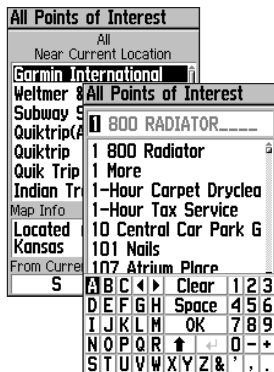 All Points of Interest
All
Near Current Location
Garmin International
Weltmer &
Subway S
Quiktrip(A
Quiktrip
Quik Trip
Indian Tr
Map Info
Located
Kansas
From Curre
S
All Points of Interest
1 800 RADIATOR____
1 800 Radiator
1 More
1-Hour Carpet Dryclea
1-Hour Tax Service
10 Central Car Park G
101 Nails
107 Atrium Place
A B C Clear 1 2 3
D E F G H Space 4 5 6
I J K L M OK 7 8 9
N O P Q R 0 - +
S T U V W X Y Z & ' , .